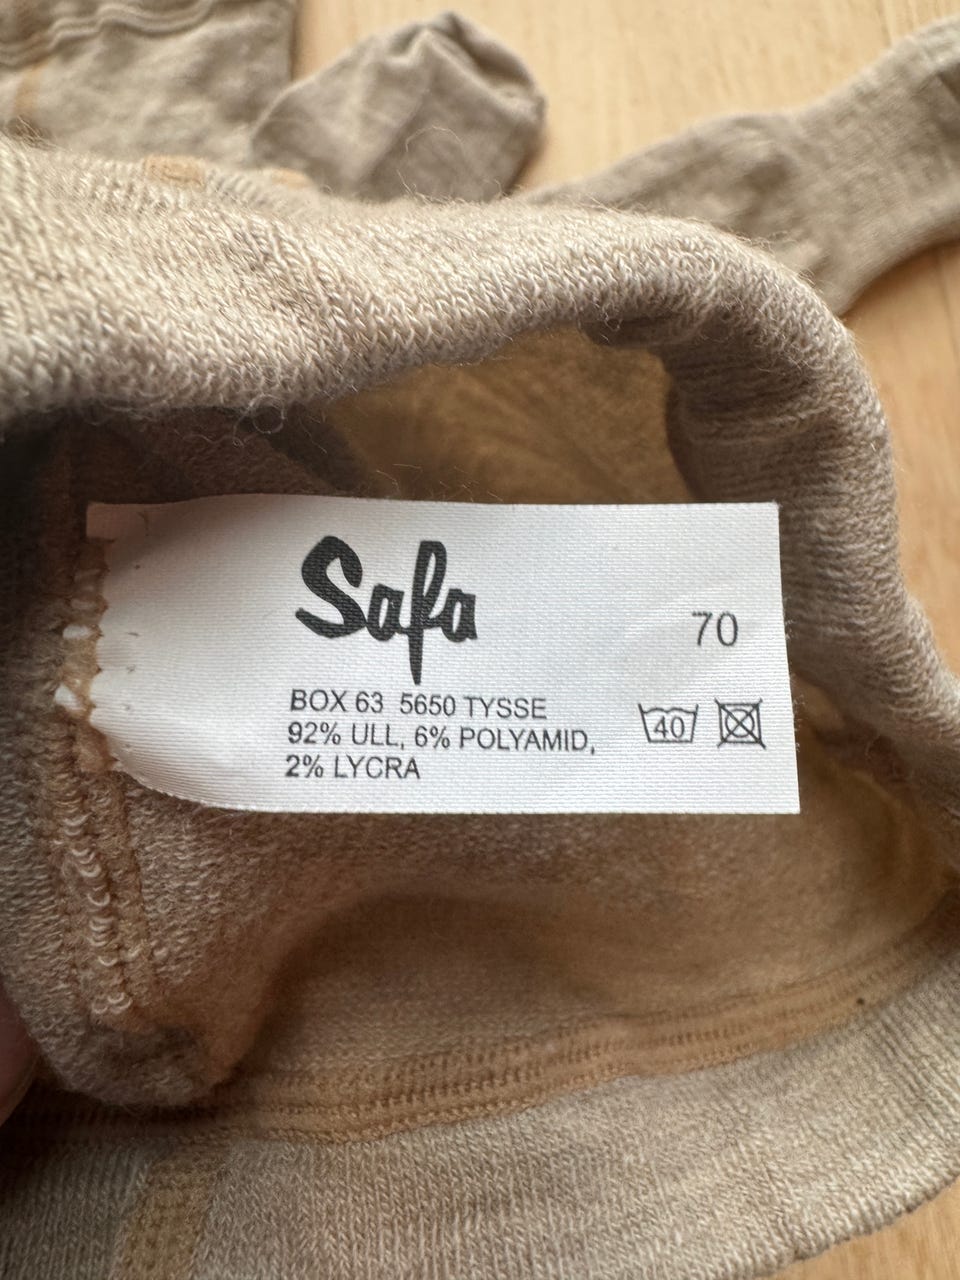 Safa
70
BOX 63 5650 TYSSE
92% ULL, 6% POLYAMID,
2% LYCRA
40